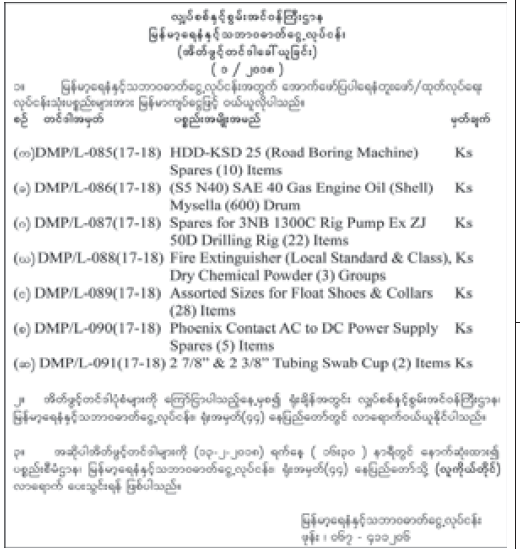 လျှပ်စစ်နှင့်စွမ်းအင်ဝန်ကြီးဌာန
မြန်မာ့ရေနံနှင့်သဘာဝဓာတ်ငွေ့လုပ်ငန်း
(အိတ်ဖွင့်တင်ဒါခေါ်ယူခြင်း)
( ၁ / ၂၀၁၈ )
၁။ မြန်မာ့ရေနံနှင့်သဘာဝဓာတ်ငွေ့လုပ်ငန်းအတွက် အောက်ဖော်ပြပါရေနံတူးဖော်/ထုတ်လုပ်ရေး
လုပ်ငန်းသုံးပစ္စည်းများအား မြန်မာကျပ်ငွေဖြင့် ဝယ်ယူလိုပါသည်။
စဉ် တင်ဒါအမှတ် ပစ္စည်းအမျိုးအမည် မှတ်ချက်
(က) DMP/L-085(17-18) HDD-KSD 25 (Road Boring Machine) Ks
Spares (10) Items
(ခ) DMP/L-086(17-18) (S5 N40) SAE 40 Gas Engine Oil (Shell) Ks
Mysella (600) Drum
(ဂ) DMP/L-087(17-18) Spares for 3NB 1300C Rig Pump Ex ZJ Ks
50D Drilling Rig (22) Items
(ဃ) DMP/L-088(17-18) Fire Extinguisher (Local Standard & Class), Ks
Dry Chemical Powder (3) Groups
(င) DMP/L-089(17-18) Assorted Sizes for Float Shoes & Collars Ks
(28) Items
(စ) DMP/L-090(17-18) Phoenix Contact AC to DC Power Supply Ks
Spares (5) Items
(ဆ) DMP/L-091(17-18) 2 7/8” & 2 3/8” Tubing Swab Cup (2) Items Ks
၂။ အိတ်ဖွင့်တင်ဒါပုံစံများကို ကြော်ငြာပါသည့်နေ့မှစ၍ ရုံးချိန်အတွင်း လျှပ်စစ်နှင့်စွမ်းအင်ဝန်ကြီးဌာန၊
မြန်မာ့ရေနံနှင့်သဘာဝဓာတ်ငွေ့လုပ်ငန်း၊ ရုံးအမှတ်(၄၄) နေပြည်တော်တွင် လာရောက်ဝယ်ယူနိုင်ပါသည်။
၃။ အဆိုပါအိတ်ဖွင့်တင်ဒါများကို (၁၃-၂-၂၀၁၈) ရက်နေ့ ( ၁၆:၃၀ ) နာရီတွင် နောက်ဆုံးထား၍
ပစ္စည်းစီမံဌာန၊ မြန်မာ့ရေနံနှင့်သဘာဝဓာတ်ငွေ့လုပ်ငန်း၊ ရုံးအမှတ်(၄၄) နေပြည်တော်သို့ (လူကိုယ်တိုင်)
လာရောက် ပေးသွင်းရန် ဖြစ်ပါသည်။
မြန်မာ့ရေနံနှင့်သဘာဝဓာတ်ငွေ့လုပ်ငန်း
ဖုန်း ၊ ၀၆၇ - ၄၁၁၂၀၆